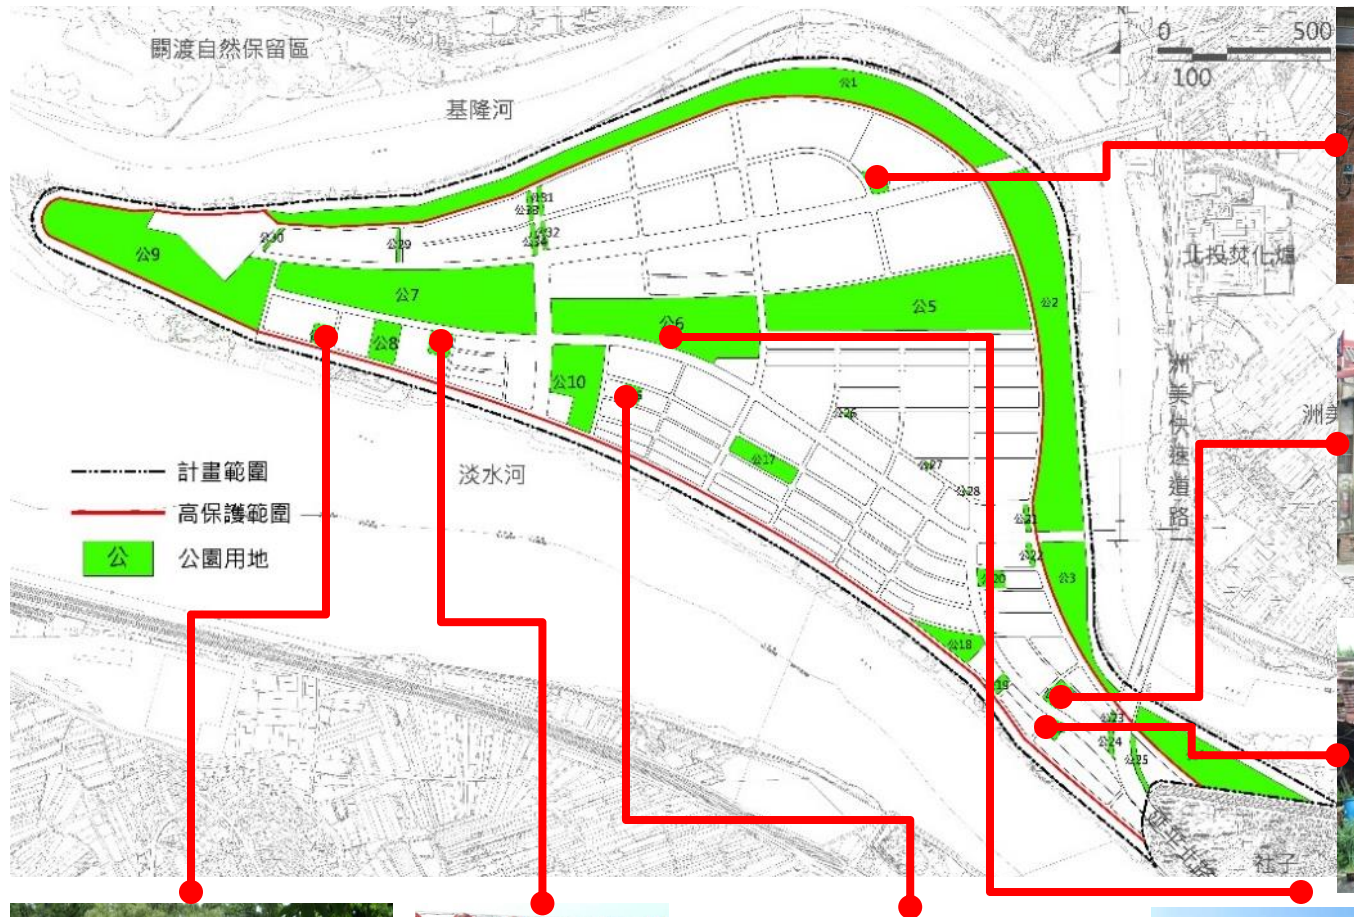 關渡自然保留區
基隆河
N
0 500
100
公1
公31
公33
公32
公34
公30
公29
公9
公7
公5
公2
北投焚化爐
公6
公8
公10
洲美快速道路
洲美
公26
公17
公27
公28
公21
公22
公20
公3
公18
公19
公23
公24
公25
淡水河
計畫範圍
高保護範圍
公 公園用地
延平北路
社子